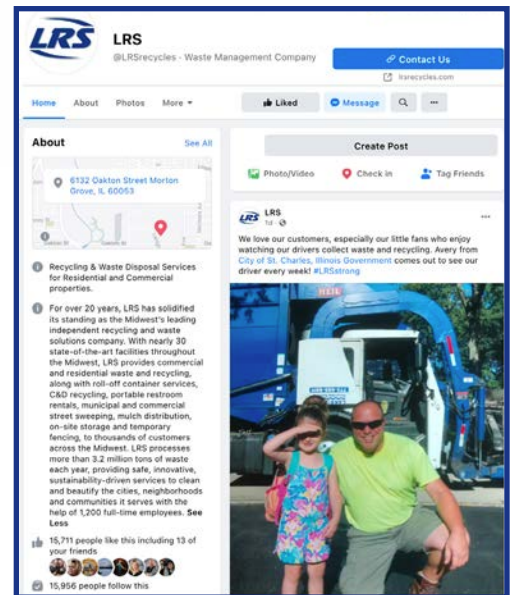 LRS
LRS
@LRSrecycles · Waste Management Company
Contact Us
lrsrecycles.com
Home About Photos More
Liked Message
About See All
6132 Oakton Street Morton
Grove, IL 60053
Recycling & Waste Disposal Services
for Residential and Commercial
properties.
For over 20 years, LRS has solidified
its standing as the Midwest's leading
independent recycling and waste
solutions company. With nearly 30
state-of-the-art facilities throughout
the Midwest, LRS provides commercial
and residential waste and recycling,
along with roll-off container services,
C&D recycling, portable restroom
rentals, municipal and commercial
street sweeping, mulch distribution,
on-site storage and temporary
fencing, to thousands of customers
across the Midwest. LRS processes
more than 3.2 million tons of waste
each year, providing safe, innovative,
sustainability-driven services to clean
and beautify the cities, neighborhoods
and communities it serves with the
help of 1,200 full-time employees. See
Less
15,711 people like this including 13 of
your friends
15,956 people follow this
Create Post
Photo/Video Check in Tag Friends
LRS
LRS
1d ·
We love our customers, especially our little fans who enjoy
watching our drivers collect waste and recycling. Avery from
City of St. Charles, Illinois Government comes out to see our
driver every week! #LRSstrong
HEIL